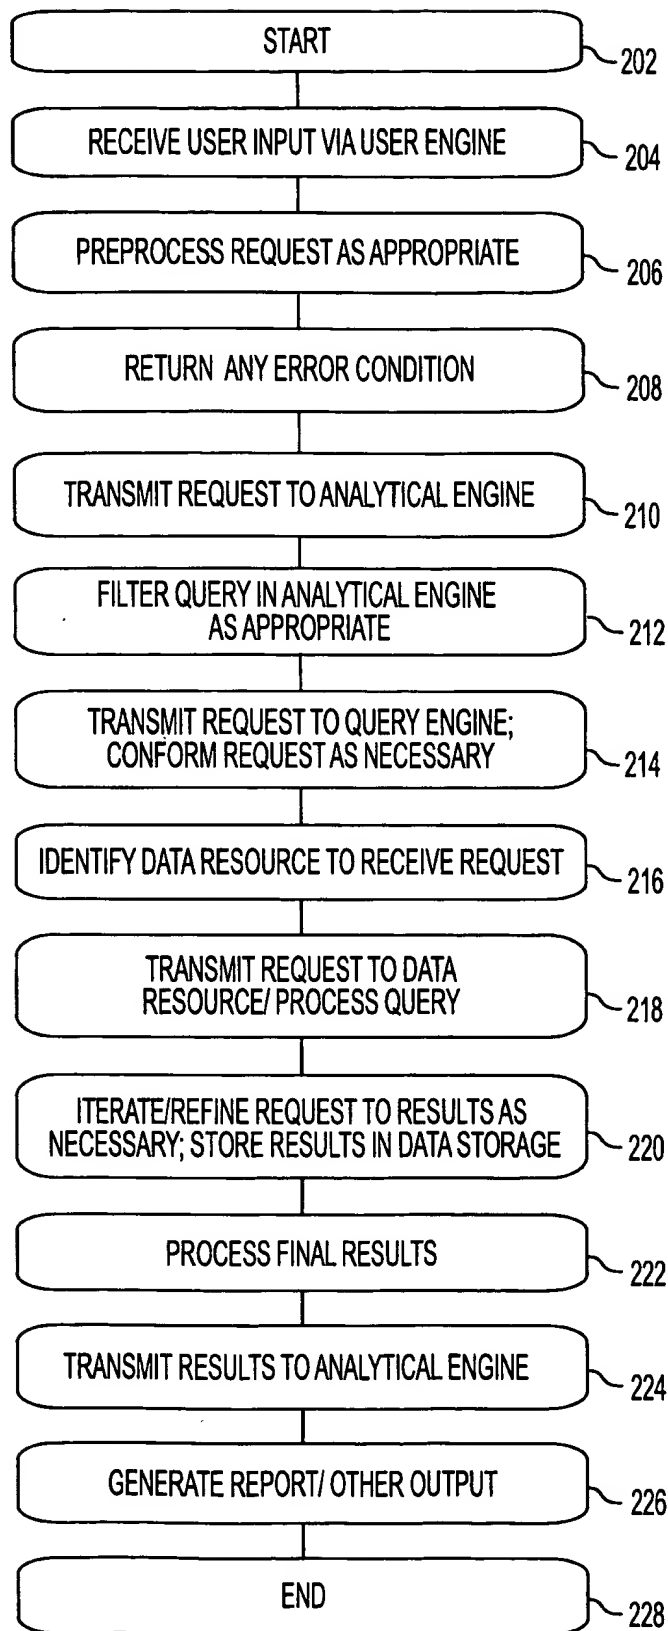 START
202
RECEIVE USER INPUT VIA USER ENGINE
204
PREPROCESS REQUEST AS APPROPRIATE
206
RETURN ANY ERROR CONDITION
208
TRANSMIT REQUEST TO ANALYTICAL ENGINE
210
FILTER QUERY IN ANALYTICAL ENGINE
AS APPROPRIATE
212
TRANSMIT REQUEST TO QUERY ENGINE;
CONFORM REQUEST AS NECESSARY
214
IDENTIFY DATA RESOURCE TO RECEIVE REQUEST
216
TRANSMIT REQUEST TO DATA
RESOURCE/ PROCESS QUERY
218
ITERATE/REFINE REQUEST TO RESULTS AS
NECESSARY; STORE RESULTS IN DATA STORAGE
220
PROCESS FINAL RESULTS
222
TRANSMIT RESULTS TO ANALYTICAL ENGINE
224
GENERATE REPORT/ OTHER OUTPUT
226
END
228